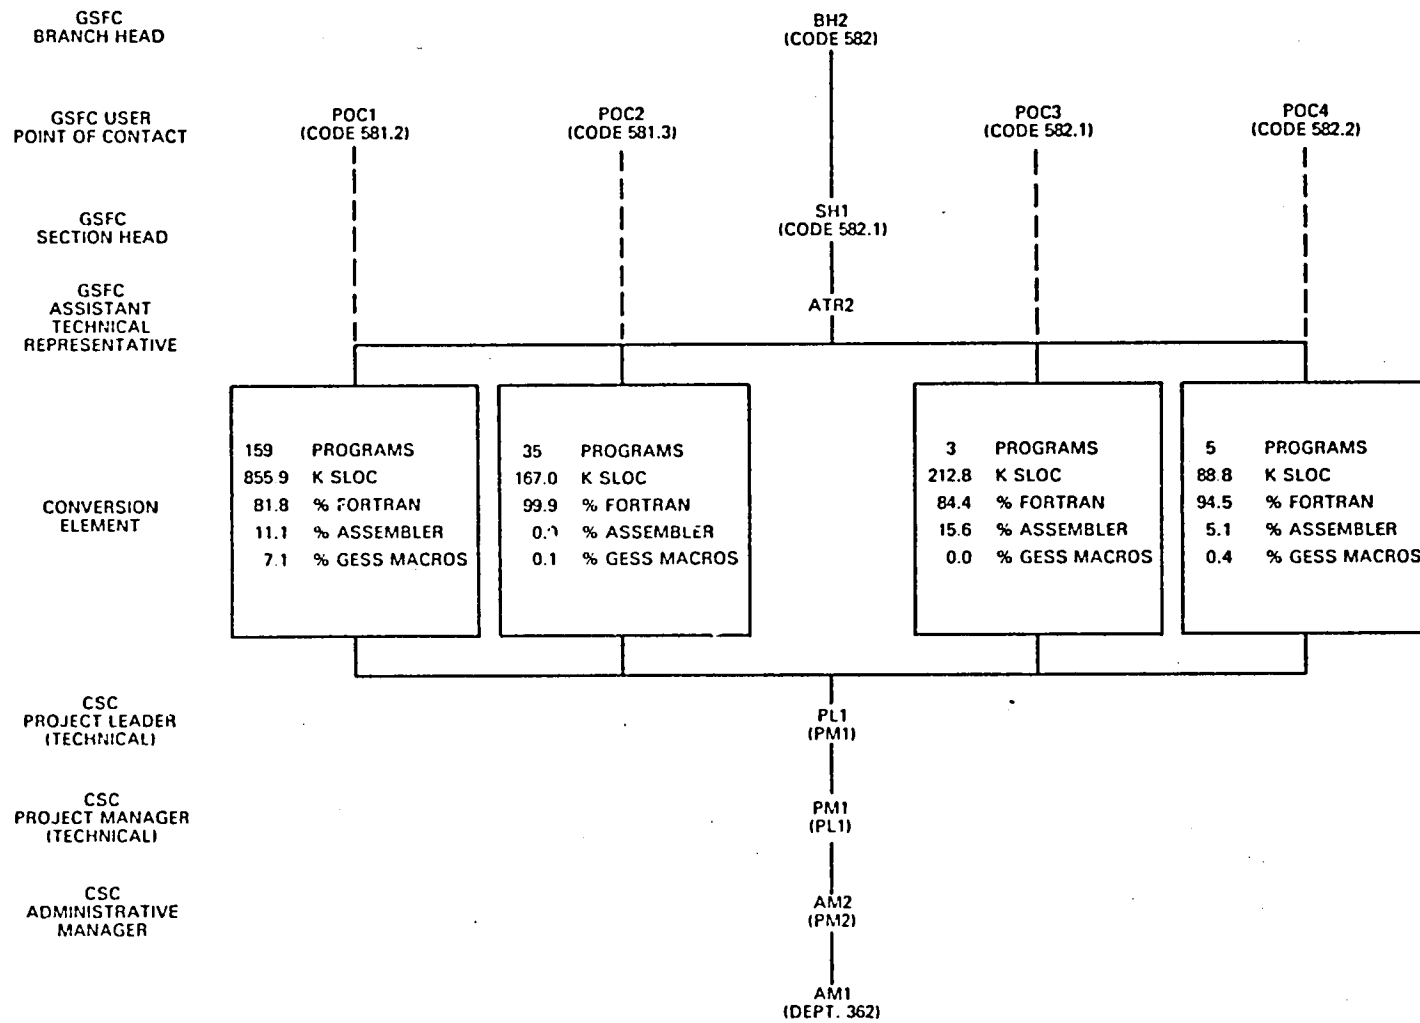 GSFC
BRANCH HEAD
BH2
(CODE 582)
GSFC USER
POINT OF CONTACT
POC1
(CODE 581.2)
POC2
(CODE 581.3)
POC3
(CODE 582.1)
POC4
(CODE 582.2)
GSFC
SECTION HEAD
SH1
(CODE 582.1)
GSFC
ASSISTANT
TECHNICAL
REPRESENTATIVE
ATR2
CONVERSION
ELEMENT
159 PROGRAMS
855.9 K SLOC
81.8 % FORTRAN
11.1 % ASSEMBLER
7.1 % GESS MACROS
35 PROGRAMS
167.0 K SLOC
99.9 % FORTRAN
% ASSEMBLER
0.1 % GESS MACROS
3 PROGRAMS
212.8 K SLOC
84.4 % FORTRAN
15.6 % ASSEMBLER
0.0 % GESS MACROS
5 PROGRAMS
88.8 K SLOC
94.5 % FORTRAN
5.1 % ASSEMBLER
0.4 % GESS MACROS
CSC
PROJECT LEADER
(TECHNICAL)
PL1
(PM1)
CSC
PROJECT MANAGER
(TECHNICAL)
PM1
(PL1)
CSC
ADMINISTRATIVE
MANAGER
AM2
(PM2)
AM1
(DEPT. 362)